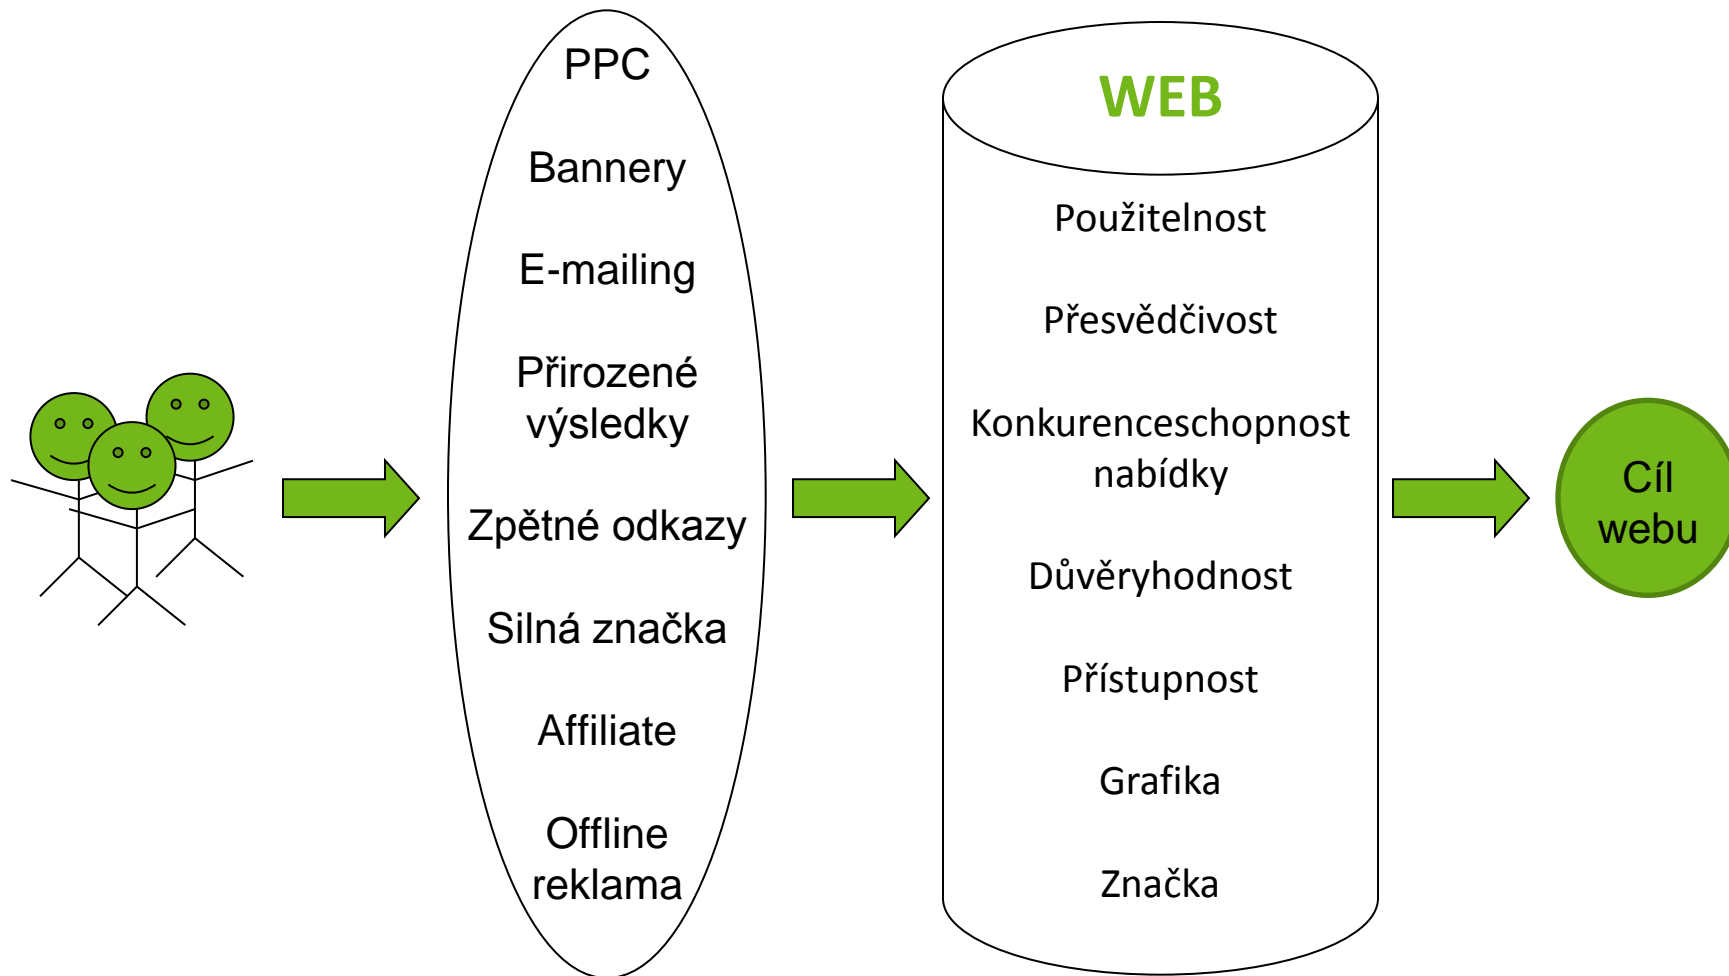 PPC
Bannery
E-mailing
Přirozené
výsledky
Zpětné odkazy
Silná značka
Affiliate
Offline
reklama
WEB
Použitelnost
Přesvědčivost
Konkurenceschopnost
nabídky
Důvěryhodnost
Přístupnost
Grafika
Značka
Cíl
webu